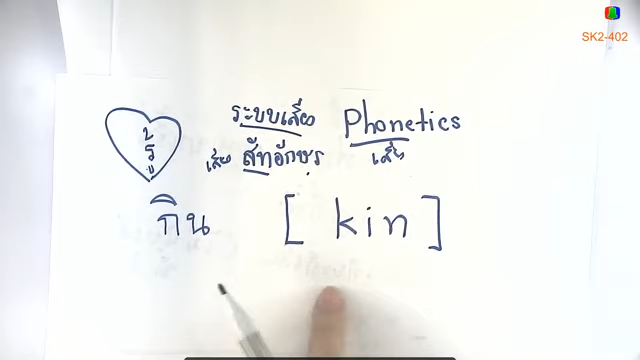 SK2-402
ระบบเสียง Phonetics
เสียง สัทอักษร เสียง
กิน [ kin ]